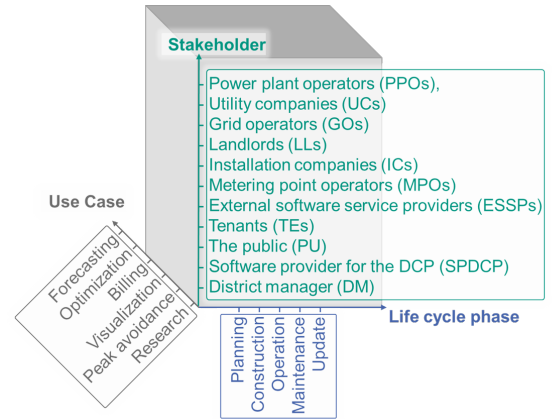 Stakeholder
Power plant operators (PPOs),
Utility companies (UCs)
Grid operators (GOs)
Landlords (LLs)
Installation companies (ICs)
Metering point operators (MPOs)
External software service providers (ESSPs)
Tenants (TEs)
The public (PU)
Software provider for the DCP (SPDCP)
District manager (DM)
Use Case
Forecasting
Optimization
Billing
Visualization
Peak avoidance
Research
Life cycle phase
Planning
Construction
Operation
Maintenance
Update